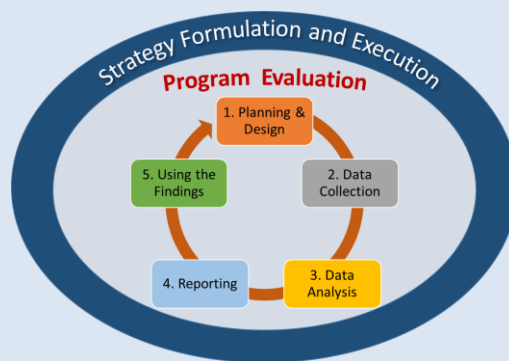 Strategy Formulation and Execution
Program Evaluation
1. Planning &
Design
2. Data
Collection
3. Data
Analysis
4. Reporting
5. Using the
Findings